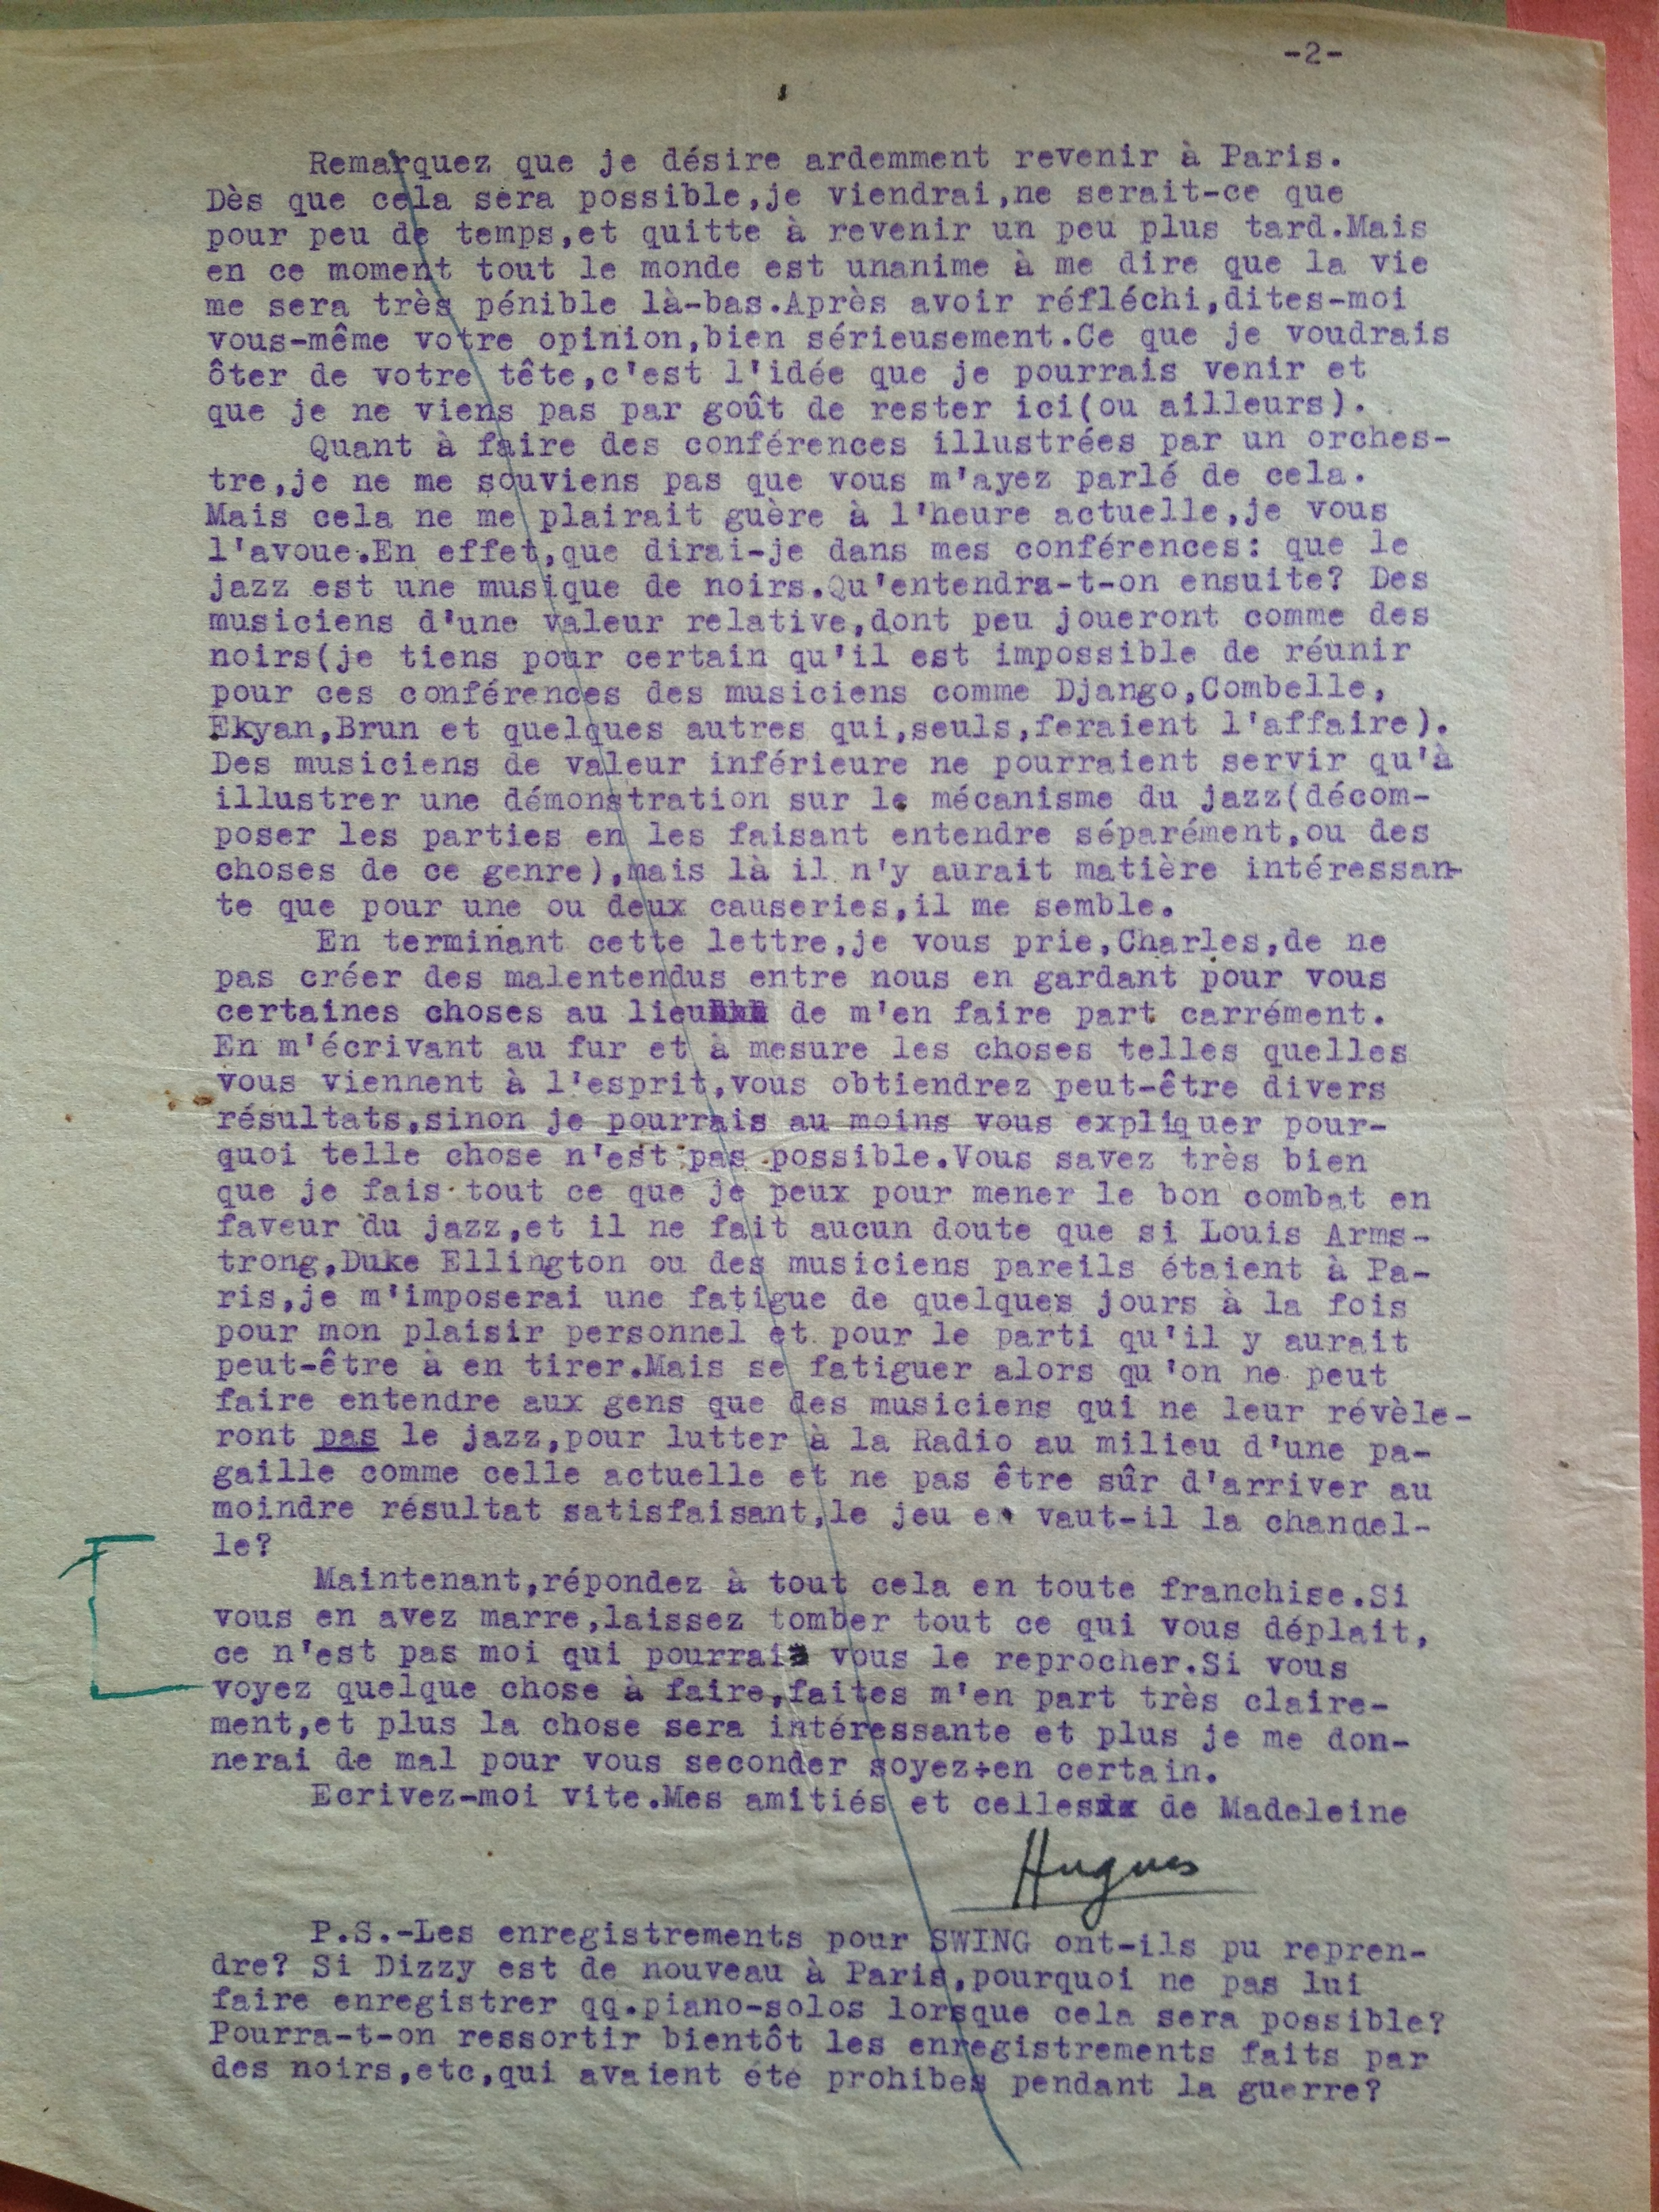 -2-
Remarquez que je désire ardemment revenir à Paris.
Dès que cela sera possible,je viendrai,ne serait-ce que
pour peu de temps,et quitte à revenir un peu plus tard.Mais
en ce moment tout le monde est unanime à me dire que la vie
me sera très pénible là-bas.Après avoir réfléchi,dites-moi
vous-même votre opinion,bien sérieusement.Ce que je voudrais
ôter de votre tête,c'est l'idée que je pourrais venir et
que je ne viens pas par goût de rester ici(ou ailleurs).
Quant à faire des conférences illustrées par un orches-
tre,je ne me souviens pas que vous m'ayez parlé de cela.
Mais cela ne me plairait guère à l'heure actuelle,je vous
l'avoue.En effet,que dirai-je dans mes conférences: que le
jazz est une musique de noirs.Qu'entendra-t-on ensuite? Des
musiciens d'une valeur relative,dont peu joueront comme des
noirs(je tiens pour certain qu'il est impossible de réunir
pour ces conférences des musiciens comme Django,Combelle,
Ekyan,Brun et quelques autres qui,seuls,feraient l'affaire).
Des musiciens de valeur inférieure ne pourraient servir qu'à
illustrer une démonstration sur le mécanisme du jazz(décom-
poser les parties en les faisant entendre séparément,ou des
choses de ce genre),mais là il n'y aurait matière intéressan-
te que pour une ou deux causeries,il me semble.
En terminant cette lettre,je vous prie,Charles,de ne
pas créer des malentendus entre nous en gardant pour vous
certaines choses au lieu de m'en faire part carrément.
En m'écrivant au fur et à mesure les choses telles quelles
vous viennent à l'esprit,vous obtiendrez peut-être divers
résultats,sinon je pourrais au moins vous expliquer pour-
quoi telle chose n'est pas possible.Vous savez très bien
que je fais tout ce que je peux pour mener le bon combat en
faveur du jazz,et il ne fait aucun doute que si Louis Arms-
trong,Duke Ellington ou des musiciens pareils étaient à Pa-
ris,je m'imposerai une fatigue de quelques jours à la fois
pour mon plaisir personnel et pour le parti qu'il y aurait
peut-être à en tirer.Mais se fatiguer alors qu'on ne peut
faire entendre aux gens que des musiciens qui ne leur révèle-
ront pas le jazz,pour lutter à la Radio au milieu d'une pa-
gaille comme celle actuelle et ne pas être sûr d'arriver au
moindre résultat satisfaisant,le jeu en vaut-il la chandel-
le?
Maintenant,répondez à tout cela en toute franchise.Si
vous en avez marre,laissez tomber tout ce qui vous déplait,
ce n'est pas moi qui pourrais vous le reprocher.Si vous
voyez quelque chose à faire,faites m'en part très claire-
ment,et plus la chose sera intéressante et plus je me don-
nerai de mal pour vous seconder soyez-en certain.
Ecrivez-moi vite.Mes amitiés et celles de Madeleine
Hugues
P.S.-Les enregistrements pour SWING ont-ils pu repren-
dre? Si Dizzy est de nouveau à Paris,pourquoi ne pas lui
faire enregistrer qq.piano-solos lorsque cela sera possible?
Pourra-t-on ressortir bientôt les enregistrements faits par
des noirs,etc,qui avaient été prohibes pendant la guerre?